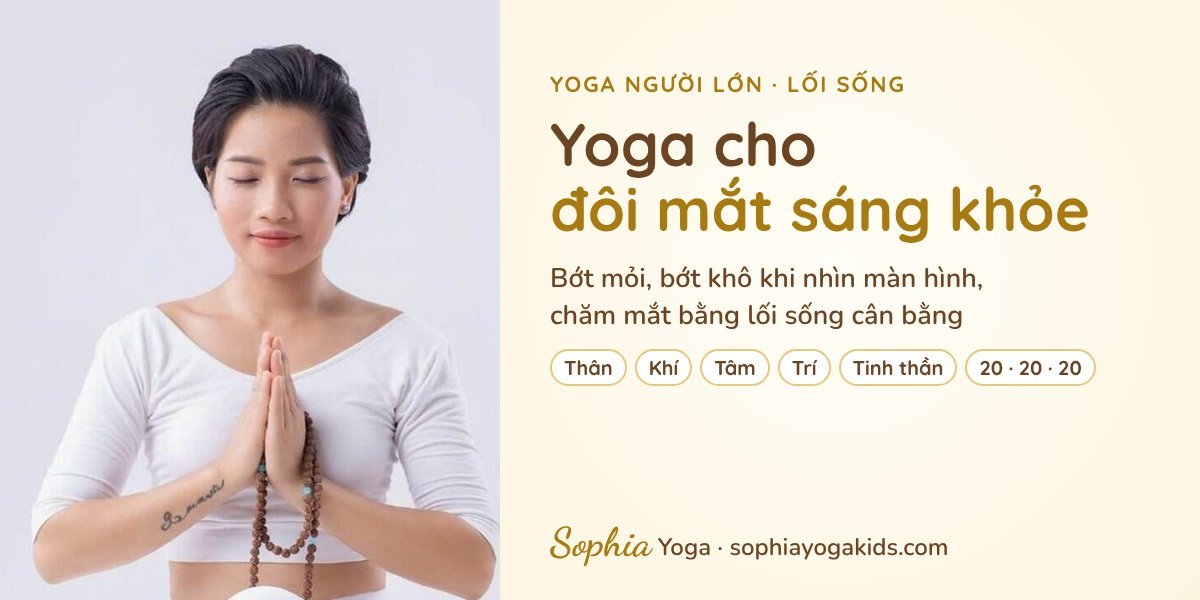 YOGA NGƯỜI LỚN · LỐI SỐNG
Yoga cho
đôi mắt sáng khỏe
Bớt mỏi, bớt khô khi nhìn màn hình,
chăm mắt bằng lối sống cân bằng
Thân Khí Tâm Trí Tinh thần 20 · 20 · 20
Sophia Yoga · sophiayogakids.com